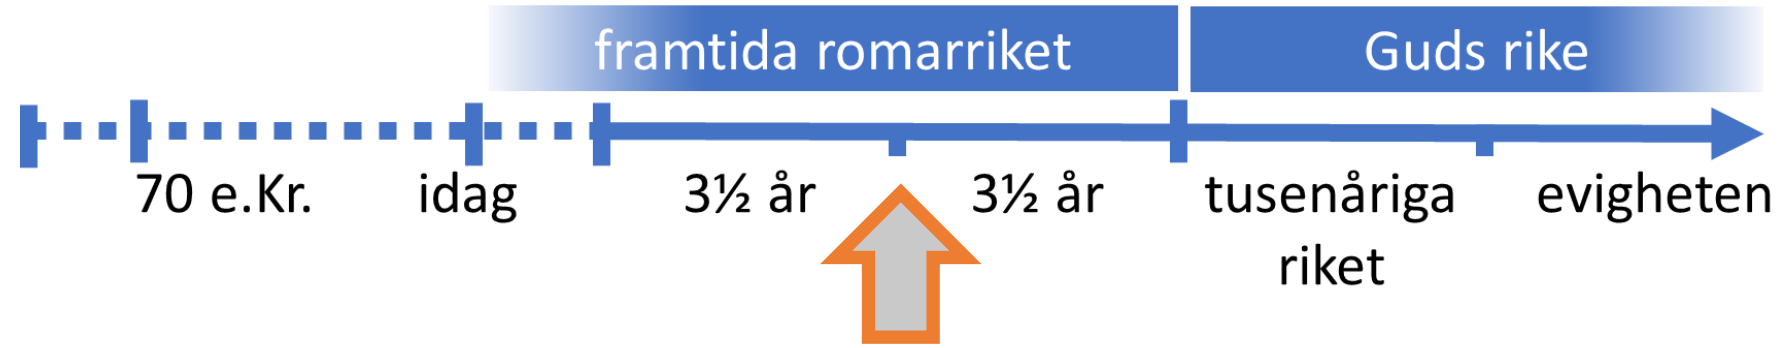 framtida romarriket
Guds rike
70 e.Kr.
idag
3½ år
3½ år
tusenåriga
riket
evigheten